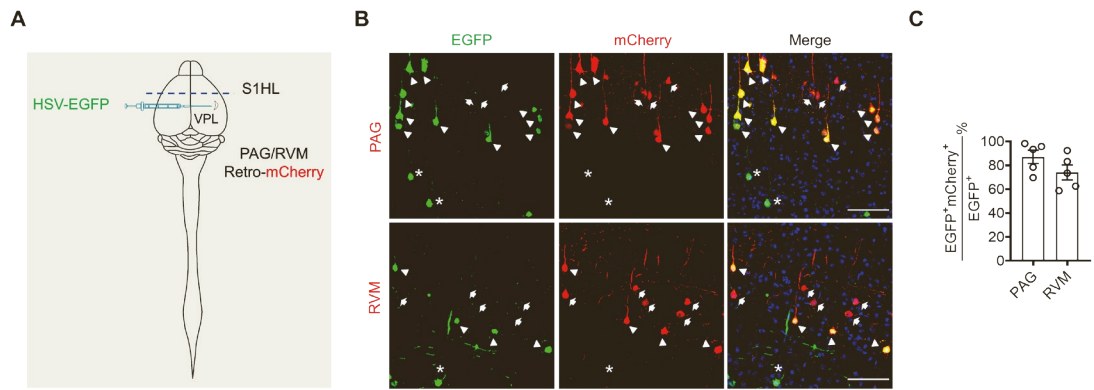 A
HSV-EGFP
S1HL
VPL
PAG/RVM
Retro-mCherry
B
EGFP
mCherry
Merge
PAG
RVM
C
EGFP⁺mCherry⁺
EGFP⁺
%
100
80
60
40
20
0
PAG
RVM